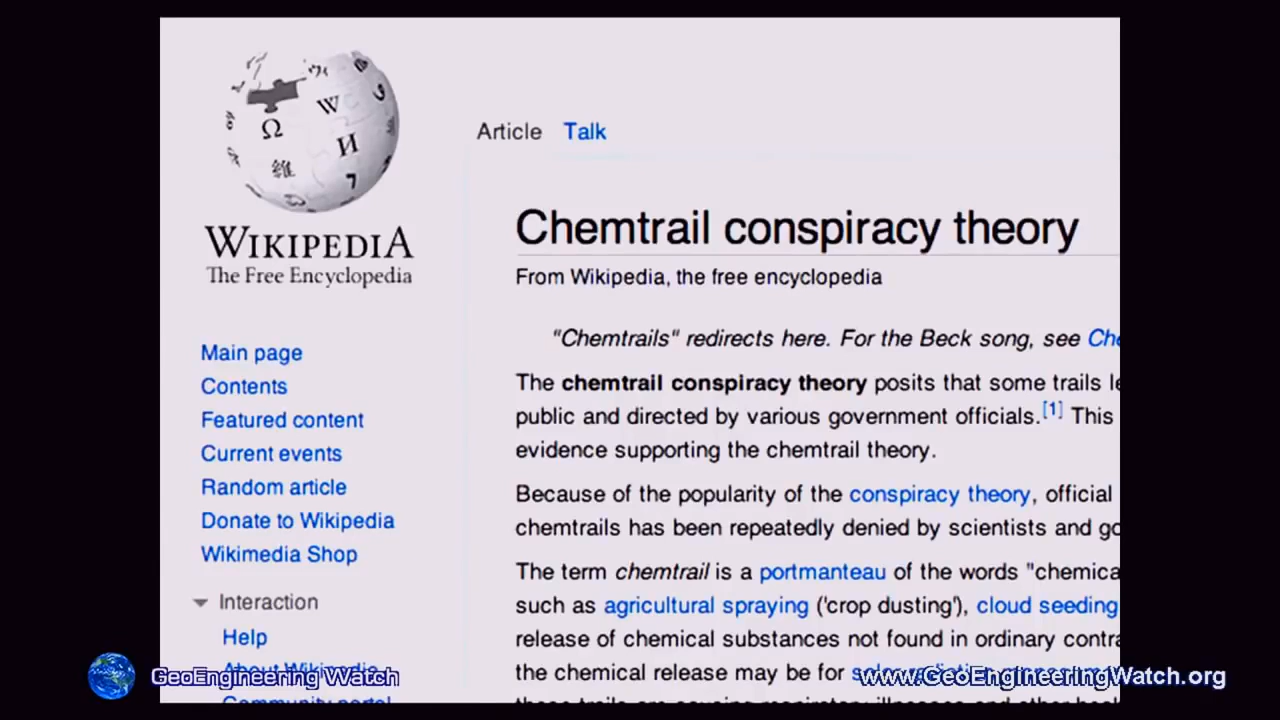 WIKIPEDIA
The Free Encyclopedia
Main page
Contents
Featured content
Current events
Random article
Donate to Wikipedia
Wikimedia Shop
Interaction
Help
About Wikipedia
Community portal
Article Talk
Chemtrail conspiracy theory
From Wikipedia, the free encyclopedia
"Chemtrails" redirects here. For the Beck song, see
The chemtrail conspiracy theory posits that some trails
public and directed by various government officials.[1] This
evidence supporting the chemtrail theory.
Because of the popularity of the conspiracy theory, official
chemtrails has been repeatedly denied by scientists and
The term chemtrail is a portmanteau of the words "chemica
such as agricultural spraying ('crop dusting'), cloud seeding
release of chemical substances not found in ordinary contra
the chemical release may be for
GeoEngineering Watch
www.GeoEngineeringWatch.org